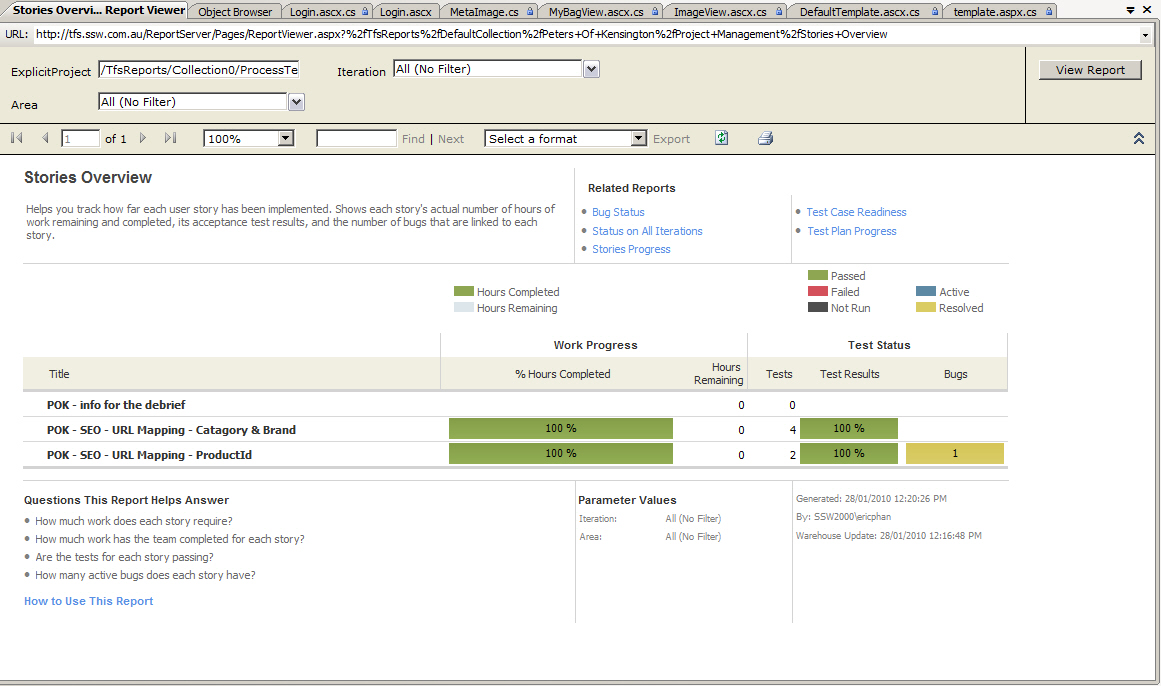 Stories Overvi... Report Viewer Object Browser Login.ascx.cs Login.ascx MetaImage.cs MyBagView.ascx.cs ImageView.ascx.cs DefaultTemplate.ascx.cs template.aspx.cs
URL: http://tfs.ssw.com.au/ReportServer/Pages/ReportViewer.aspx?%2fTfsReports%2fDefaultCollection%2fPeters+Of+Kensington%2fProject+Management%2fStories+Overview
ExplicitProject /TfsReports/Collection0/ProcessTe Iteration All (No Filter) View Report
Area All (No Filter)
1 of 1 100% Find | Next Select a format Export
Stories Overview
Helps you track how far each user story has been implemented. Shows each story's actual number of hours of
work remaining and completed, its acceptance test results, and the number of bugs that are linked to each
story.
Related Reports
Bug Status
Status on All Iterations
Stories Progress
Test Case Readiness
Test Plan Progress
Hours Completed
Hours Remaining
Passed
Failed
Not Run
Active
Resolved
Work Progress Test Status
Title % Hours Completed Hours Remaining Tests Test Results Bugs
POK - info for the debrief 0 0
POK - SEO - URL Mapping - Catagory & Brand 100 % 0 4 100 %
POK - SEO - URL Mapping - ProductId 100 % 0 2 100 % 1
Questions This Report Helps Answer
How much work does each story require?
How much work has the team completed for each story?
Are the tests for each story passing?
How many active bugs does each story have?
How to Use This Report
Parameter Values
Iteration: All (No Filter)
Area: All (No Filter)
Generated: 28/01/2010 12:20:26 PM
By: SSW2000\ericphan
Warehouse Update: 28/01/2010 12:16:48 PM